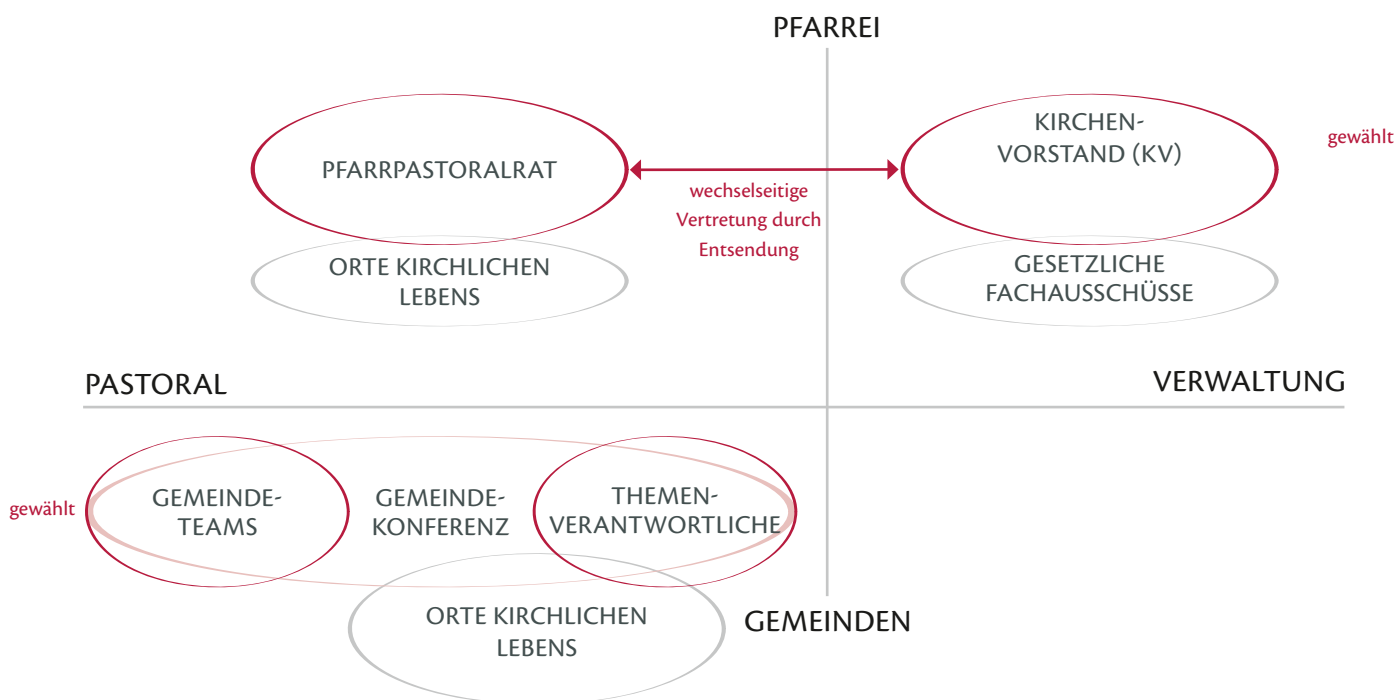 PFARREI
PFARRPASTORALRAT
KIRCHEN-
VORSTAND (KV)
gewählt
wechselseitige
Vertretung durch
Entsendung
ORTE KIRCHLICHEN
LEBENS
GESETZLICHE
FACHAUSSCHÜSSE
PASTORAL
VERWALTUNG
gewählt
GEMEINDE-
TEAMS
GEMEINDE-
KONFERENZ
THEMEN-
VERANTWORTLICHE
ORTE KIRCHLICHEN
LEBENS
GEMEINDEN